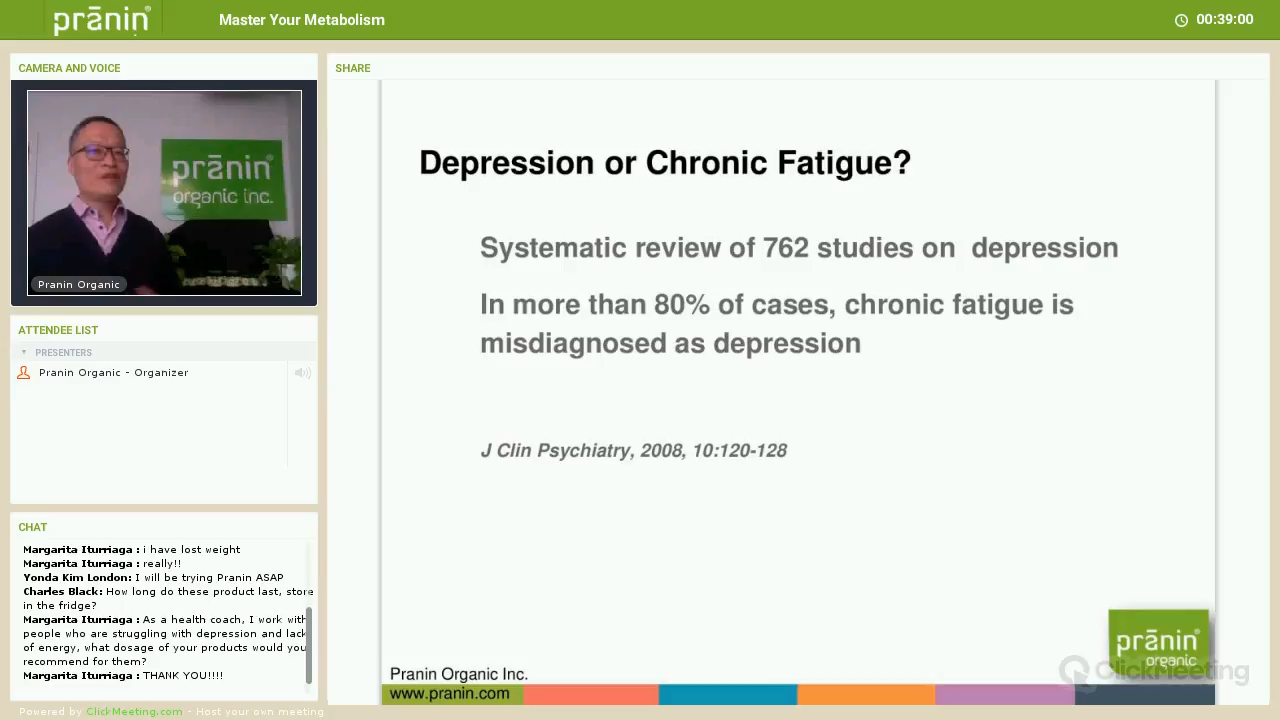 pranin®
Master Your Metabolism
00:39:00
CAMERA AND VOICE
SHARE
prānin®
organic inc.
Pranin Organic
Depression or Chronic Fatigue?
Systematic review of 762 studies on depression
In more than 80% of cases, chronic fatigue is
misdiagnosed as depression
J Clin Psychiatry, 2008, 10:120-128
ATTENDEE LIST
PRESENTERS
Pranin Organic - Organizer
CHAT
Margarita Iturriaga : i have lost weight
Margarita Iturriaga : really!!
Yonda Kim London: I will be trying Pranin ASAP
Charles Black: How long do these product last, store
in the fridge?
Margarita Iturriaga : As a health coach, I work with
people who are struggling with depression and lack
of energy, what dosage of your products would you
recommend for them?
Margarita Iturriaga : THANK YOU!!!!
prānin®
organic
ClickMeeting
Pranin Organic Inc.
www.pranin.com
Powered by ClickMeeting.com - Host your own meeting